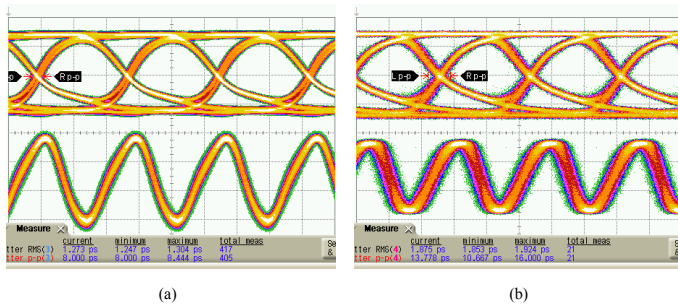 p-p R p-p
L p-p R p-p
Measure
current minimum maximum total meas
tter RMS(3) 1.273 ps 1.247 ps 1.304 ps 417
tter p-p(3) 8.000 ps 8.000 ps 8.444 ps 405
Se
&
Measure
current minimum maximum total meas
tter RMS(4) 1.875 ps 1.853 ps 1.924 ps 21
tter p-p(4) 13.778 ps 10.667 ps 16.000 ps 21
Se
&
(a)
(b)